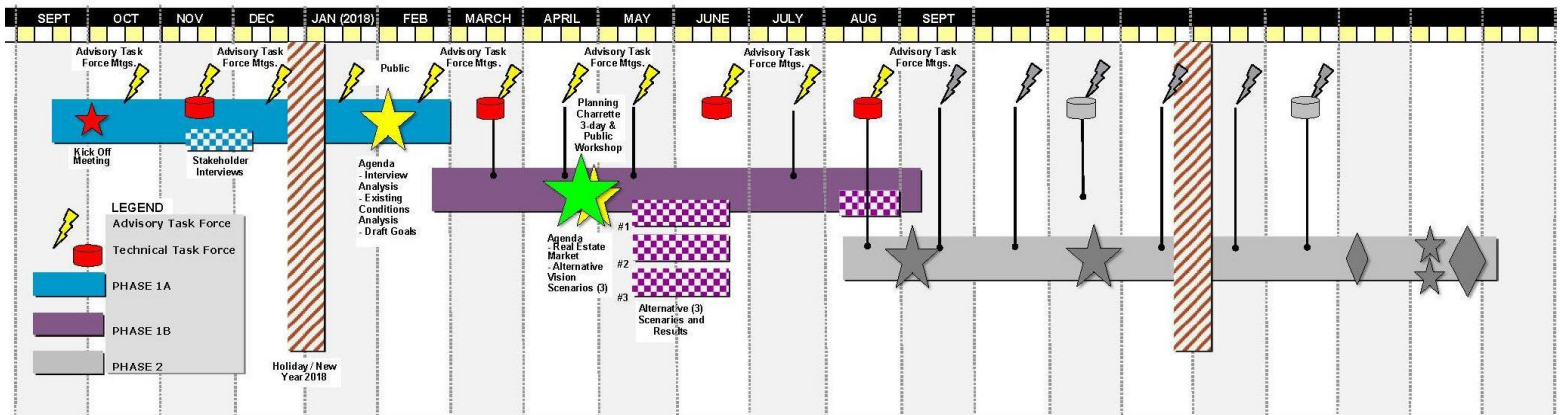 SEPT OCT NOV DEC JAN (2018) FEB MARCH APRIL MAY JUNE JULY AUG SEPT
Advisory Task
Force Mtgs.
Advisory Task
Force Mtgs.
Public
Advisory Task
Force Mtgs.
Advisory Task
Force Mtgs.
Advisory Task
Force Mtgs.
Advisory Task
Force Mtgs.
Kick Off
Meeting
Stakeholder
Interviews
Agenda
- Interview
Analysis
- Existing
Conditions
Analysis
- Draft Goals
Planning
Charrette
3-day &
Public
Workshop
Agenda
- Real Estate
Market
- Alternative
Vision
Scenarios (3)
#1
#2
#3
Alternative (3)
Scenarios and
Results
LEGEND
Advisory Task Force
Technical Task Force
PHASE 1A
PHASE 1B
PHASE 2
Holiday / New
Year 2018